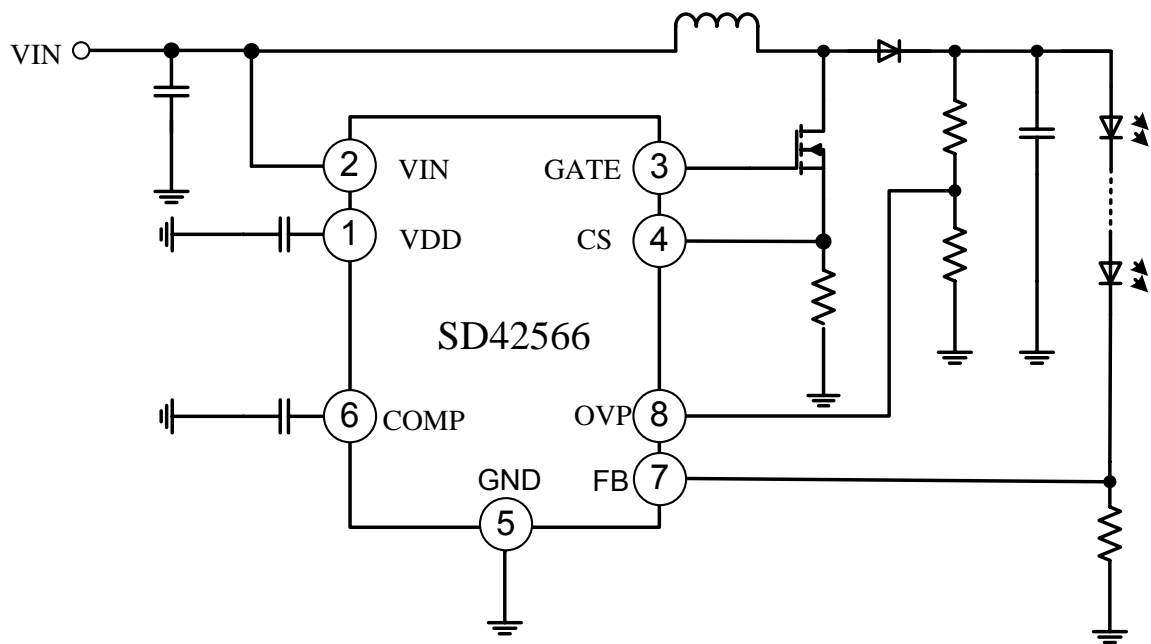 VIN
2 VIN
GATE 3
1 VDD
CS 4
SD42566
6 COMP
OVP 8
FB 7
GND
5